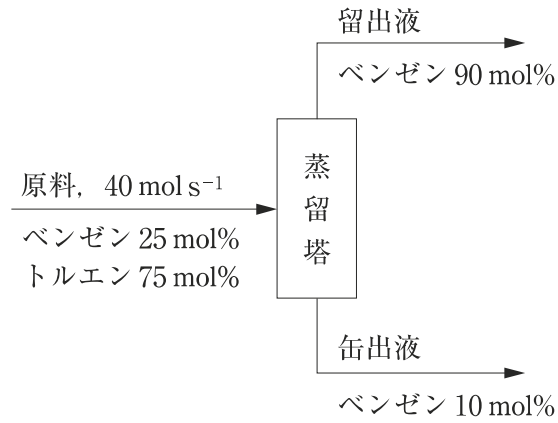 留出液
ベンゼン 90 mol%
原料，40 mol s⁻¹
ベンゼン 25 mol%
トルエン 75 mol%
蒸留塔
缶出液
ベンゼン 10 mol%